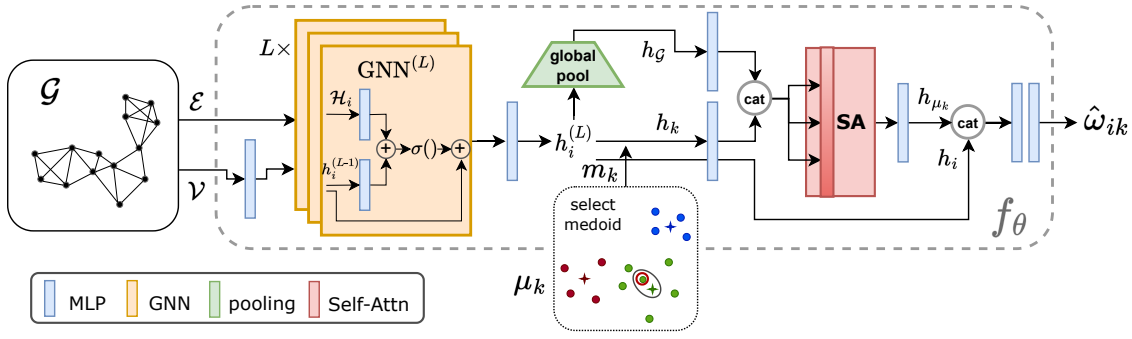 𝒢
ℰ
𝒱
L×
GNN^(L)
ℋ_i
h_i^(L-1)
σ()
global
pool
h_i^(L)
h_𝒢
h_k
m_k
cat
SA
h_μ_k
cat
h_i
ω̂_ik
f_θ
select
medoid
μ_k
MLP
GNN
pooling
Self-Attn